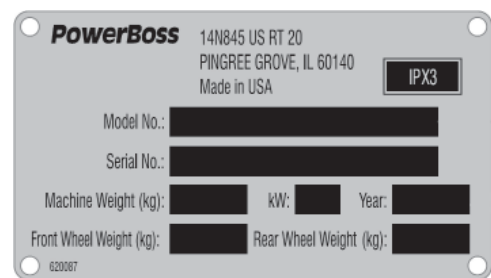 PowerBoss
14N845 US RT 20
PINGREE GROVE, IL 60140
Made in USA
IPX3
Model No.:
Serial No.:
Machine Weight (kg): kW: Year:
Front Wheel Weight (kg): Rear Wheel Weight (kg):
620087